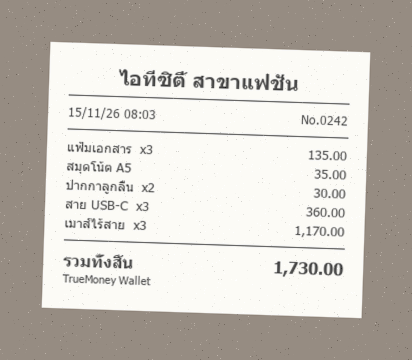 ไอทีซิตี้ สาขาแฟชั่น
15/11/26 08:03 No.0242
แฟ้มเอกสาร x3 135.00
สมุดโน้ต A5 35.00
ปากกาลูกลื่น x2 30.00
สาย USB-C x3 360.00
เมาส์ไร้สาย x3 1,170.00
รวมทั้งสิ้น 1,730.00
TrueMoney Wallet